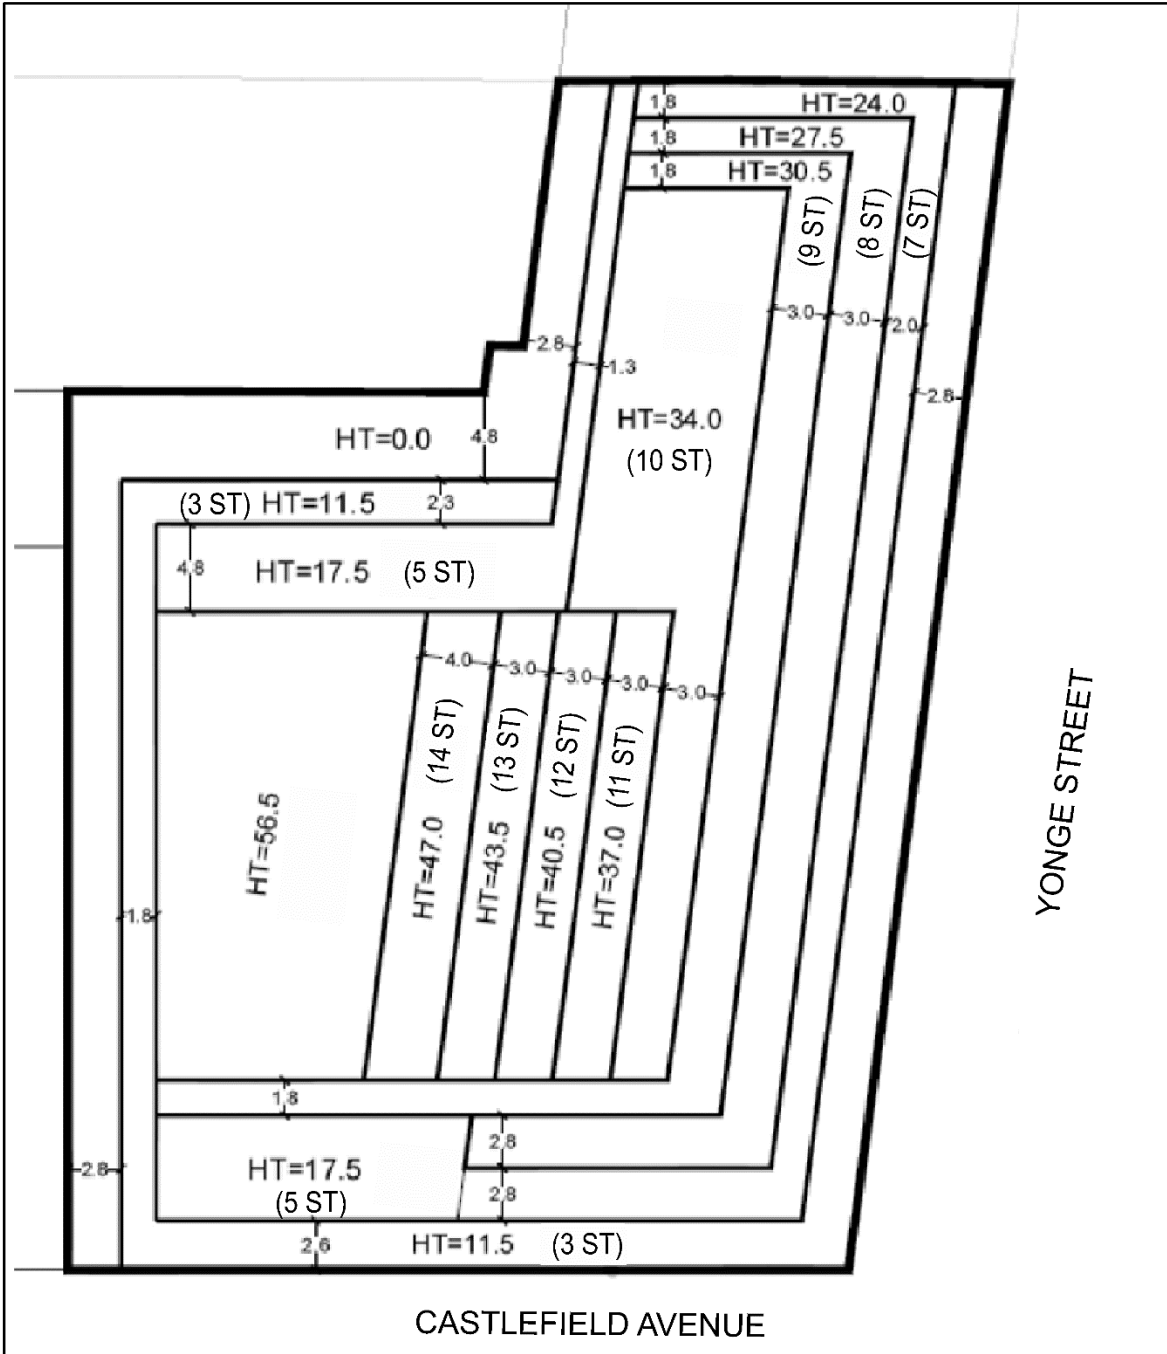 1.8 HT=24.0
1.8 HT=27.5
1.8 HT=30.5
(9 ST) (8 ST) (7 ST)
3.0 3.0 2.0
2.8 1.3
2.8
HT=34.0
(10 ST)
HT=0.0 4.8
(3 ST) HT=11.5 2.3
4.8 HT=17.5 (5 ST)
4.0 3.0 3.0 3.0 3.0
HT=56.5
HT=47.0 (14 ST)
HT=43.5 (13 ST)
HT=40.5 (12 ST)
HT=37.0 (11 ST)
YONGE STREET
1.8
1.8
2.8
2.8 HT=17.5
(5 ST) 2.8
2.6 HT=11.5 (3 ST)
CASTLEFIELD AVENUE